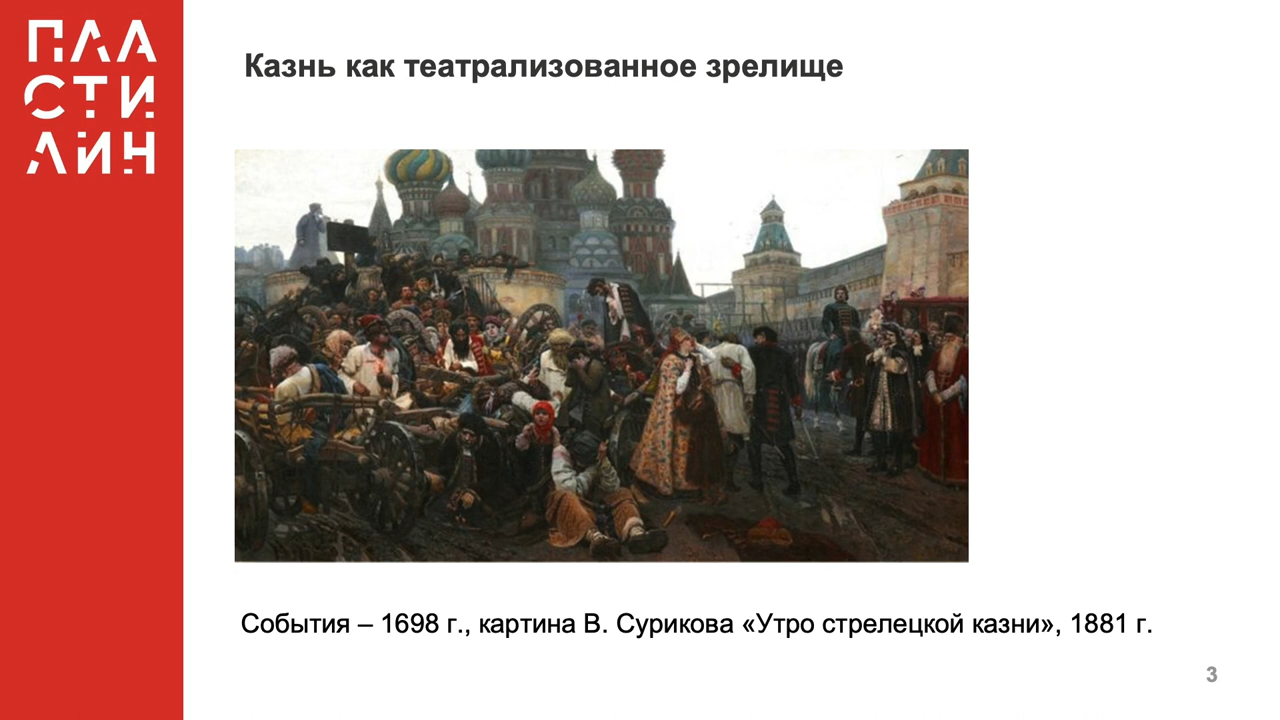 ПЛА
СТИ
ЛИН
Казнь как театрализованное зрелище
События – 1698 г., картина В. Сурикова «Утро стрелецкой казни», 1881 г.
3